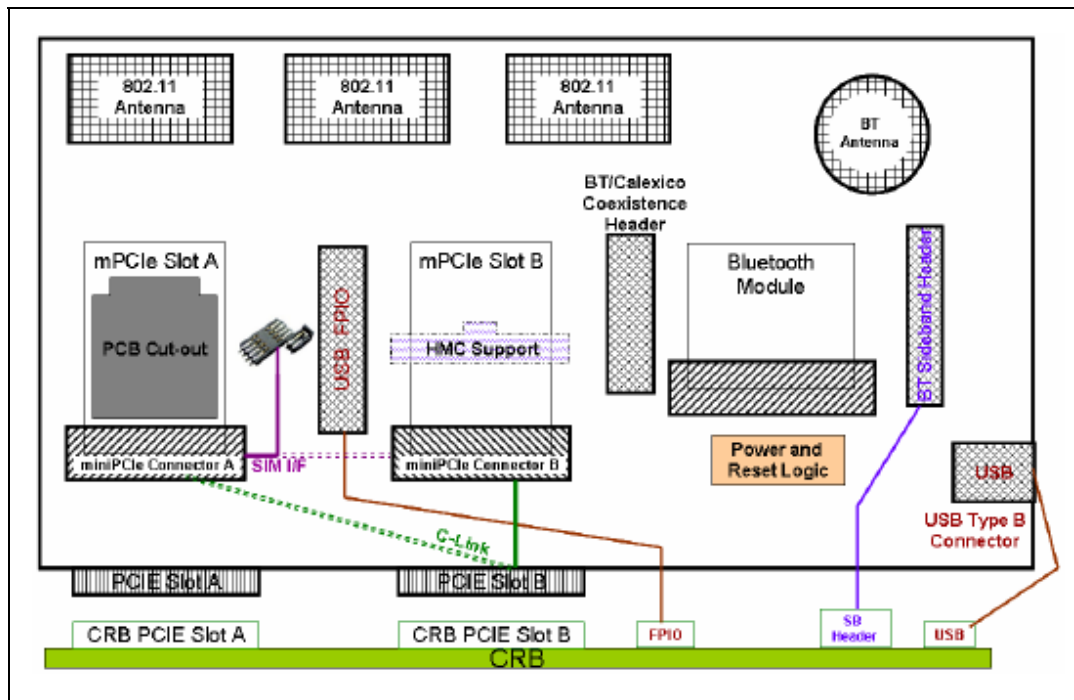 802.11
Antenna
802.11
Antenna
802.11
Antenna
BT
Antenna
BT/Calexico
Coexistence
Header
mPCIe Slot A
PCB Cut-out
USB FPIO
mPCIe Slot B
HMC Support
Bluetooth
Module
BT Sideband Header
miniPCIe Connector A
SIM I/F
miniPCIe Connector B
Power and
Reset Logic
USB
USB Type B
Connector
C-Link
PCIE Slot A
PCIE Slot B
CRB PCIE Slot A
CRB PCIE Slot B
FPIO
SB
Header
USB
CRB